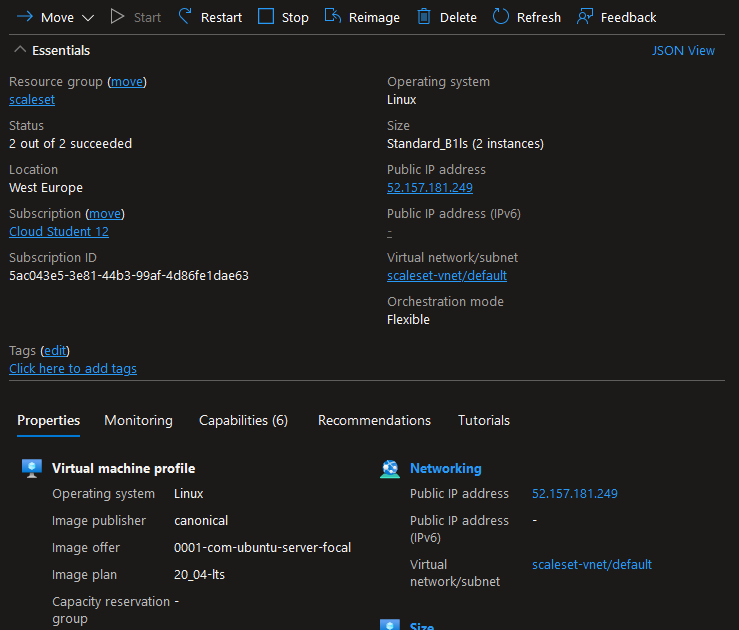 Move Start Restart Stop Reimage Delete Refresh Feedback
Essentials JSON View
Resource group (move)
scaleset
Status
2 out of 2 succeeded
Location
West Europe
Subscription (move)
Cloud Student 12
Subscription ID
5ac043e5-3e81-44b3-99af-4d86fe1dae63
Operating system
Linux
Size
Standard_B1ls (2 instances)
Public IP address
52.157.181.249
Public IP address (IPv6)
-
Virtual network/subnet
scaleset-vnet/default
Orchestration mode
Flexible
Tags (edit)
Click here to add tags
Properties Monitoring Capabilities (6) Recommendations Tutorials
Virtual machine profile
Operating system Linux
Image publisher canonical
Image offer 0001-com-ubuntu-server-focal
Image plan 20_04-lts
Capacity reservation -
group
Networking
Public IP address 52.157.181.249
Public IP address -
(IPv6)
Virtual scaleset-vnet/default
network/subnet
Size